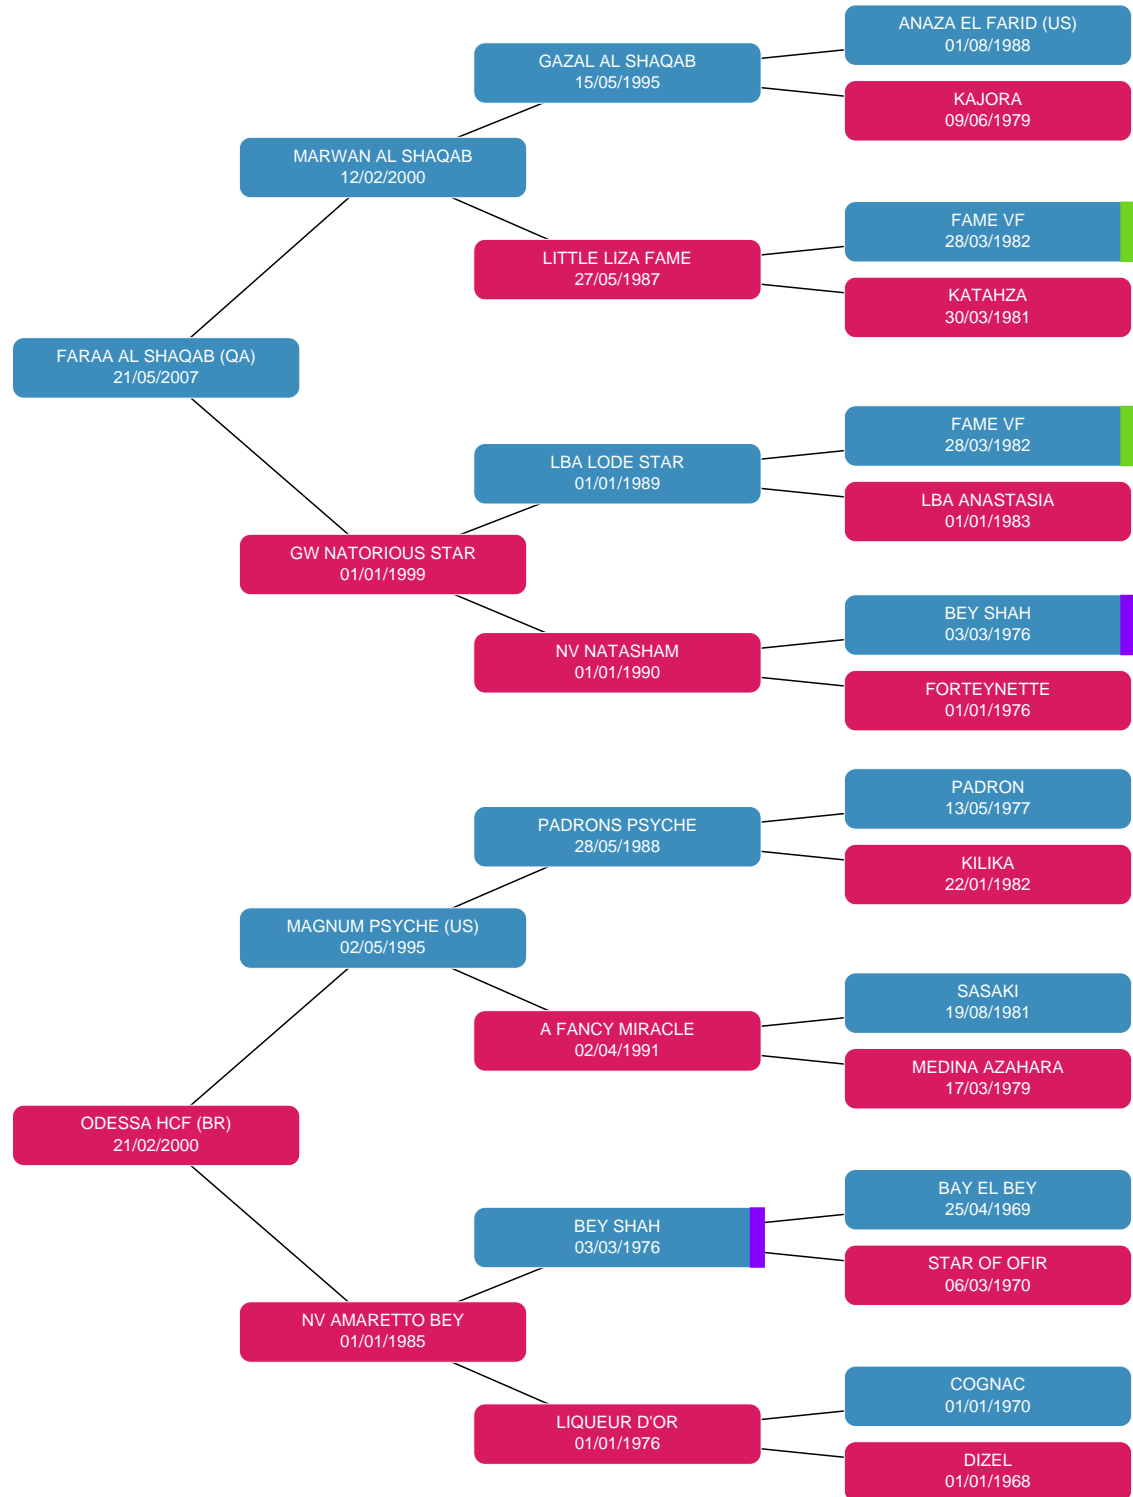 ANAZA EL FARID (US)
01/08/1988
GAZAL AL SHAQAB
15/05/1995
KAJORA
09/06/1979
MARWAN AL SHAQAB
12/02/2000
FAME VF
28/03/1982
LITTLE LIZA FAME
27/05/1987
KATAHZA
30/03/1981
FARAA AL SHAQAB (QA)
21/05/2007
FAME VF
28/03/1982
LBA LODE STAR
01/01/1989
LBA ANASTASIA
01/01/1983
GW NATORIOUS STAR
01/01/1999
BEY SHAH
03/03/1976
NV NATASHAM
01/01/1990
FORTEYNETTE
01/01/1976
PADRON
13/05/1977
PADRONS PSYCHE
28/05/1988
KILIKA
22/01/1982
MAGNUM PSYCHE (US)
02/05/1995
SASAKI
19/08/1981
A FANCY MIRACLE
02/04/1991
MEDINA AZAHARA
17/03/1979
ODESSA HCF (BR)
21/02/2000
BAY EL BEY
25/04/1969
BEY SHAH
03/03/1976
STAR OF OFIR
06/03/1970
NV AMARETTO BEY
01/01/1985
COGNAC
01/01/1970
LIQUEUR D'OR
01/01/1976
DIZEL
01/01/1968